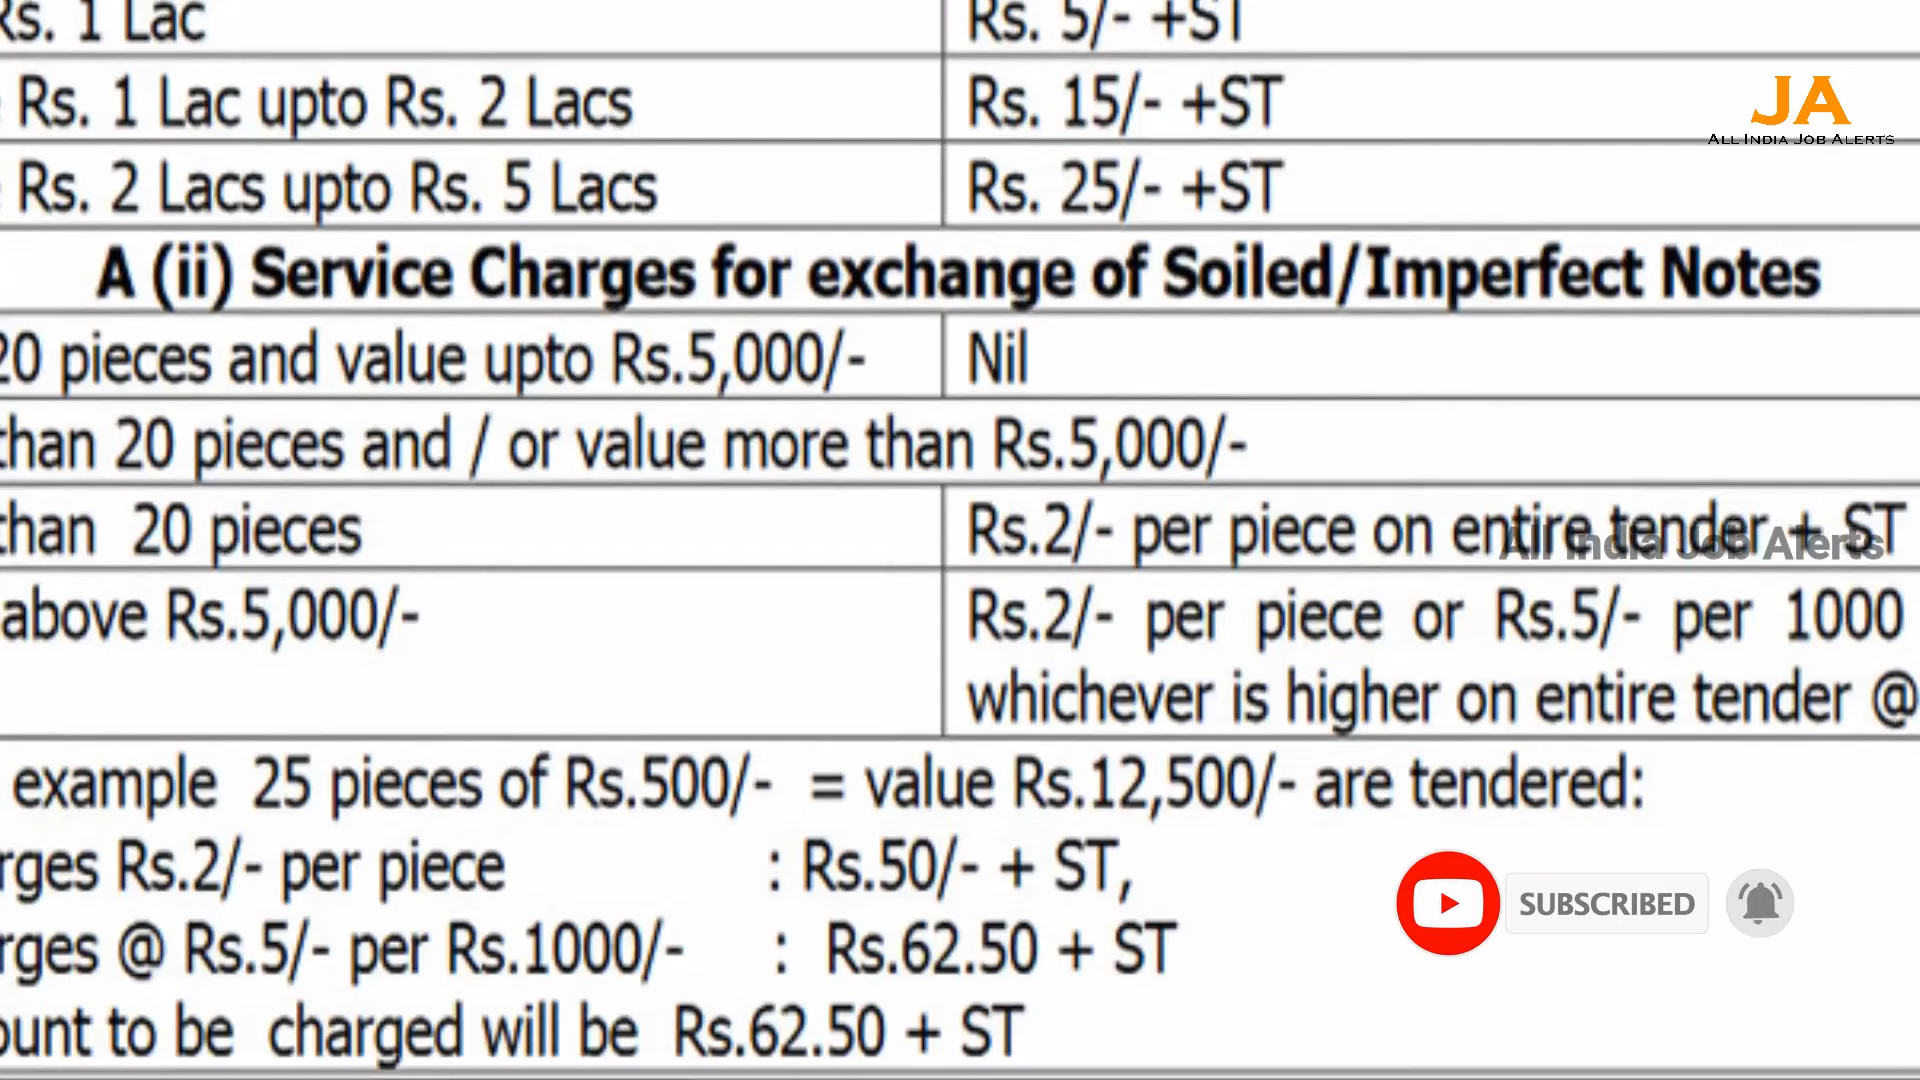 Rs. 1 Lac
Rs. 5/- +ST
Rs. 1 Lac upto Rs. 2 Lacs
Rs. 15/- +ST
JA
ALL INDIA JOB ALERTS
Rs. 2 Lacs upto Rs. 5 Lacs
Rs. 25/- +ST
A (ii) Service Charges for exchange of Soiled/Imperfect Notes
20 pieces and value upto Rs.5,000/-
Nil
than 20 pieces and / or value more than Rs.5,000/-
than 20 pieces
Rs.2/- per piece on entire tender + ST
All India Job Alerts
above Rs.5,000/-
Rs.2/- per piece or Rs.5/- per 1000
whichever is higher on entire tender @
example 25 pieces of Rs.500/- = value Rs.12,500/- are tendered:
rges Rs.2/- per piece : Rs.50/- + ST,
rges @ Rs.5/- per Rs.1000/- : Rs.62.50 + ST
ount to be charged will be Rs.62.50 + ST
SUBSCRIBED